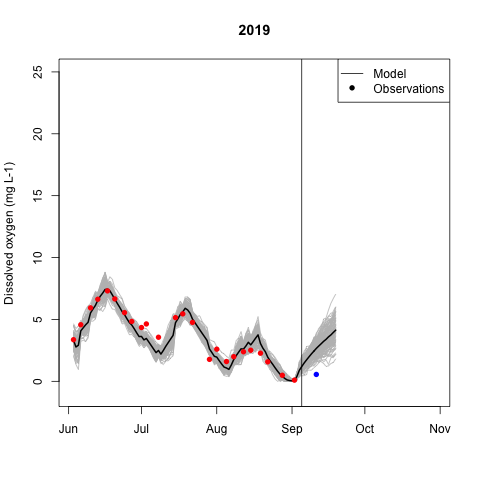 2019
Model
Observations
Dissolved oxygen (mg L-1)
25
20
15
10
5
0
Jun Jul Aug Sep Oct Nov